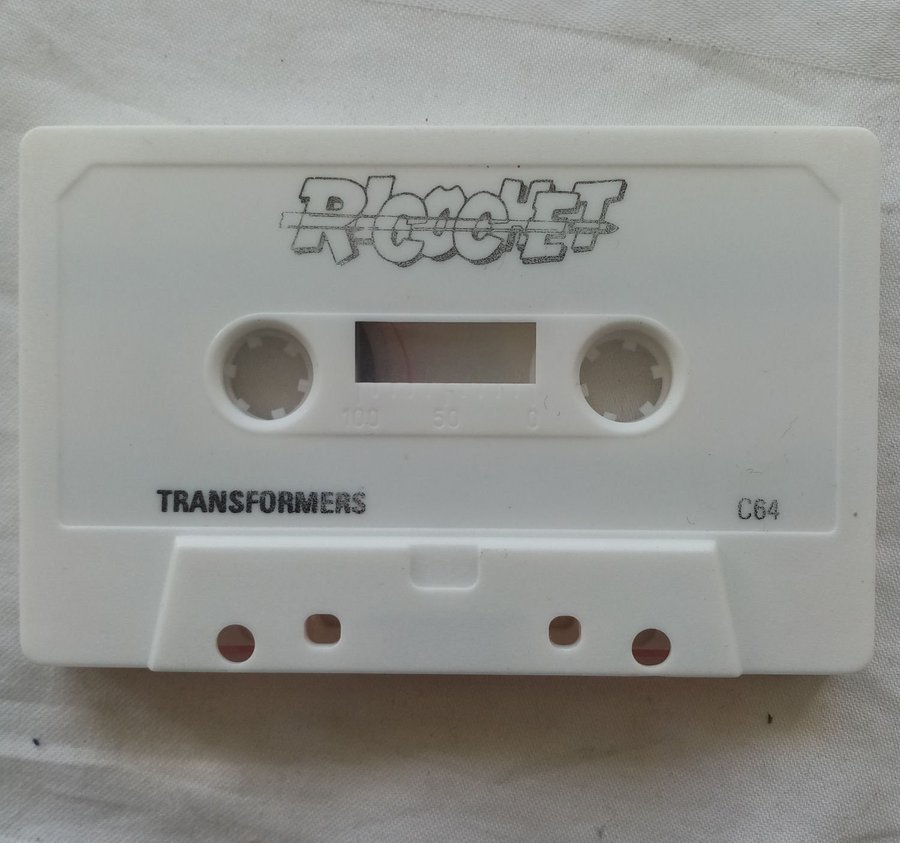 RICOCHET
100 50 0
TRANSFORMERS C64